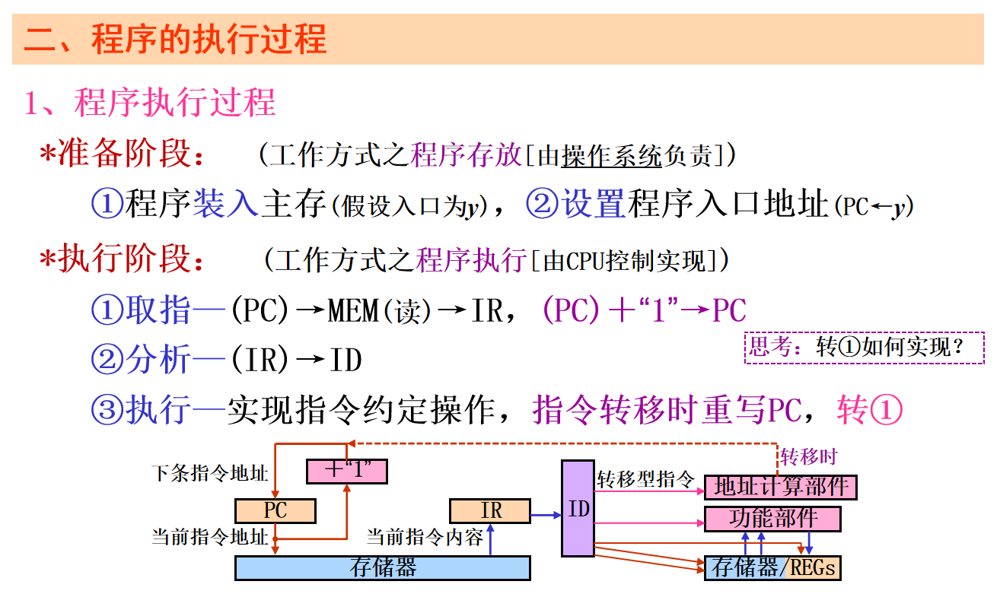 二、程序的执行过程
1、程序执行过程
*准备阶段： (工作方式之程序存放[由操作系统负责])
①程序装入主存(假设入口为y)，②设置程序入口地址(PC←y)
*执行阶段： (工作方式之程序执行[由CPU控制实现])
①取指—(PC)→MEM(读)→IR，(PC)＋“1”→PC
②分析—(IR)→ID
思考：转①如何实现？
③执行—实现指令约定操作，指令转移时重写PC，转①
下条指令地址
＋“1”
转移时
转移型指令
地址计算部件
PC
IR
ID
功能部件
当前指令地址
当前指令内容
存储器
存储器/REGs